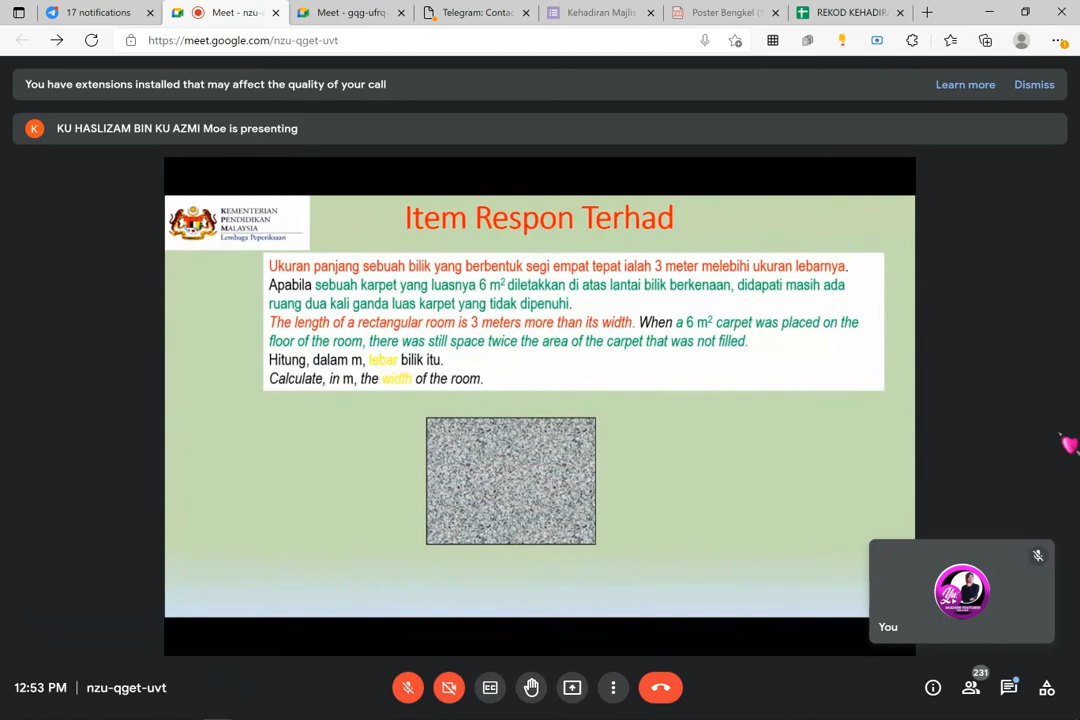 17 notifications
Meet - nzu-
Meet - gqg-ufrq-
Telegram: Contac
Kehadiran Majlis
Poster Bengkel (1
REKOD KEHADIRA
https://meet.google.com/nzu-qget-uvt
You have extensions installed that may affect the quality of your call
Learn more
Dismiss
K
KU HASLIZAM BIN KU AZMI Moe is presenting
KEMENTERIAN
PENDIDIKAN
MALAYSIA
Lembaga Peperiksaan
Item Respon Terhad
Ukuran panjang sebuah bilik yang berbentuk segi empat tepat ialah 3 meter melebihi ukuran lebarnya.
Apabila sebuah karpet yang luasnya 6 m² diletakkan di atas lantai bilik berkenaan, didapati masih ada
ruang dua kali ganda luas karpet yang tidak dipenuhi.
The length of a rectangular room is 3 meters more than its width. When a 6 m² carpet was placed on the
floor of the room, there was still space twice the area of the carpet that was not filled.
Hitung, dalam m, lebar bilik itu.
Calculate, in m, the width of the room.
You
12:53 PM | nzu-qget-uvt
231